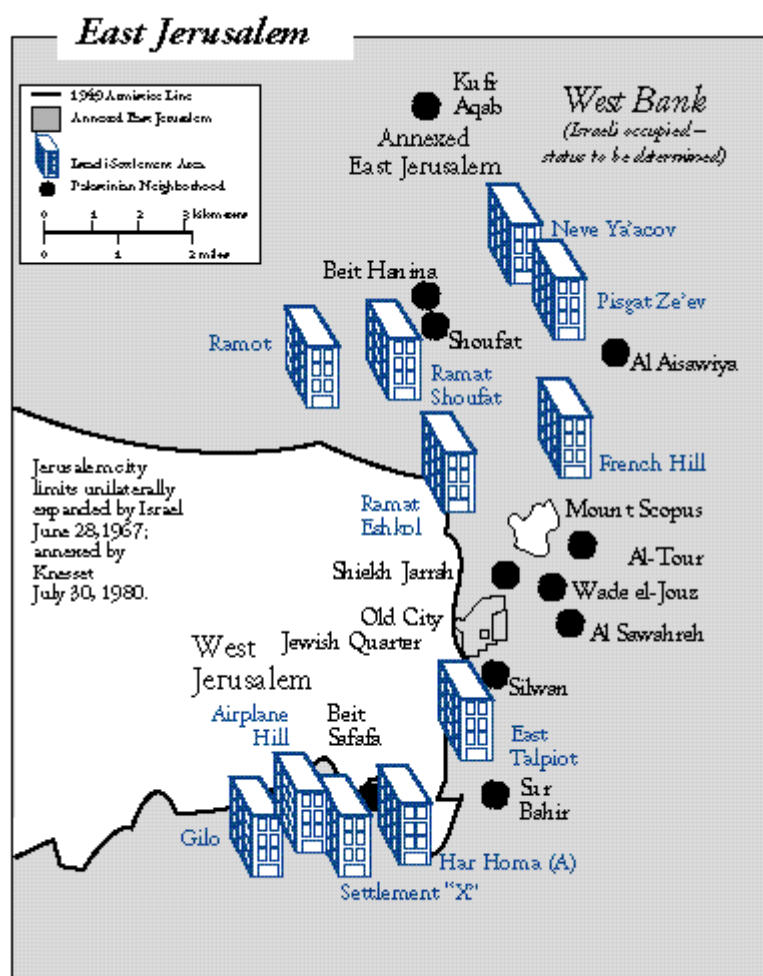 East Jerusalem
1949 Armistice Line
Annexed East Jerusalem
Israeli Settlement Area
Palestinian Neighborhood
0 1 2 3 kilometers
0 1 2 miles
Kufr
Aqab
Annexed
East Jerusalem
West Bank
(Israeli occupied –
status to be determined)
Neve Ya'acov
Pisgat Ze'ev
Beit Hanina
Shoufat
Ramot
Ramat
Shoufat
Al Aisawiya
French Hill
Jerusalem city
limits unilaterally
expanded by Israel
June 28, 1967;
annexed by
Knesset
July 30, 1980.
Ramat
Eshkol
Mount Scopus
Al-Tour
Shiekh Jarrah
Wade el-Jouz
Old City
Al Sawahreh
Jewish Quarter
West
Jerusalem
Silwan
Airplane
Hill
Beit
Safafa
East
Talpiot
Sur
Bahir
Gilo
Har Homa (A)
Settlement "X"